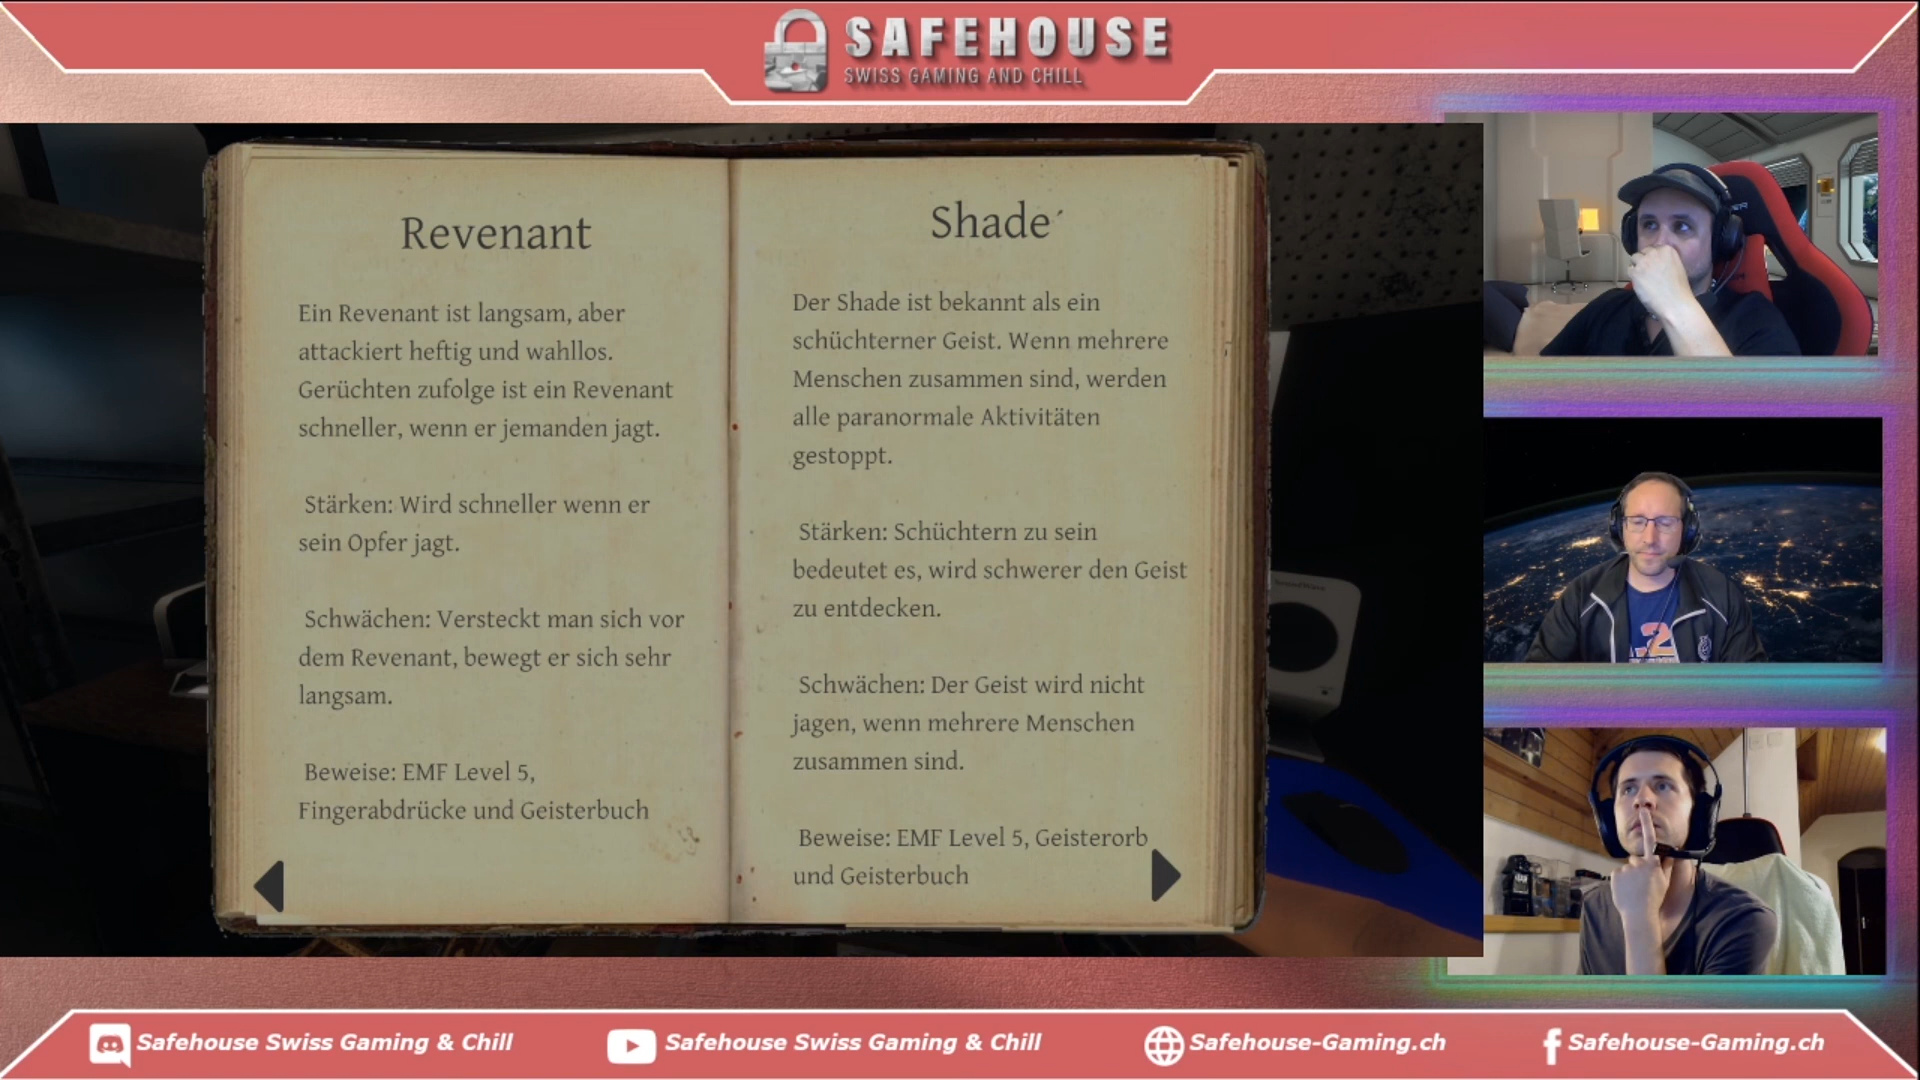 SAFEHOUSE
SWISS GAMING AND CHILL
Revenant
Ein Revenant ist langsam, aber
attackiert heftig und wahllos.
Gerüchten zufolge ist ein Revenant
schneller, wenn er jemanden jagt.
Stärken: Wird schneller wenn er
sein Opfer jagt.
Schwächen: Versteckt man sich vor
dem Revenant, bewegt er sich sehr
langsam.
Beweise: EMF Level 5,
Fingerabdrücke und Geisterbuch
Shade´
Der Shade ist bekannt als ein
schüchterner Geist. Wenn mehrere
Menschen zusammen sind, werden
alle paranormale Aktivitäten
gestoppt.
Stärken: Schüchtern zu sein
bedeutet es, wird schwerer den Geist
zu entdecken.
Schwächen: Der Geist wird nicht
jagen, wenn mehrere Menschen
zusammen sind.
Beweise: EMF Level 5, Geisterorb
und Geisterbuch
Safehouse Swiss Gaming & Chill
Safehouse Swiss Gaming & Chill
Safehouse-Gaming.ch
Safehouse-Gaming.ch